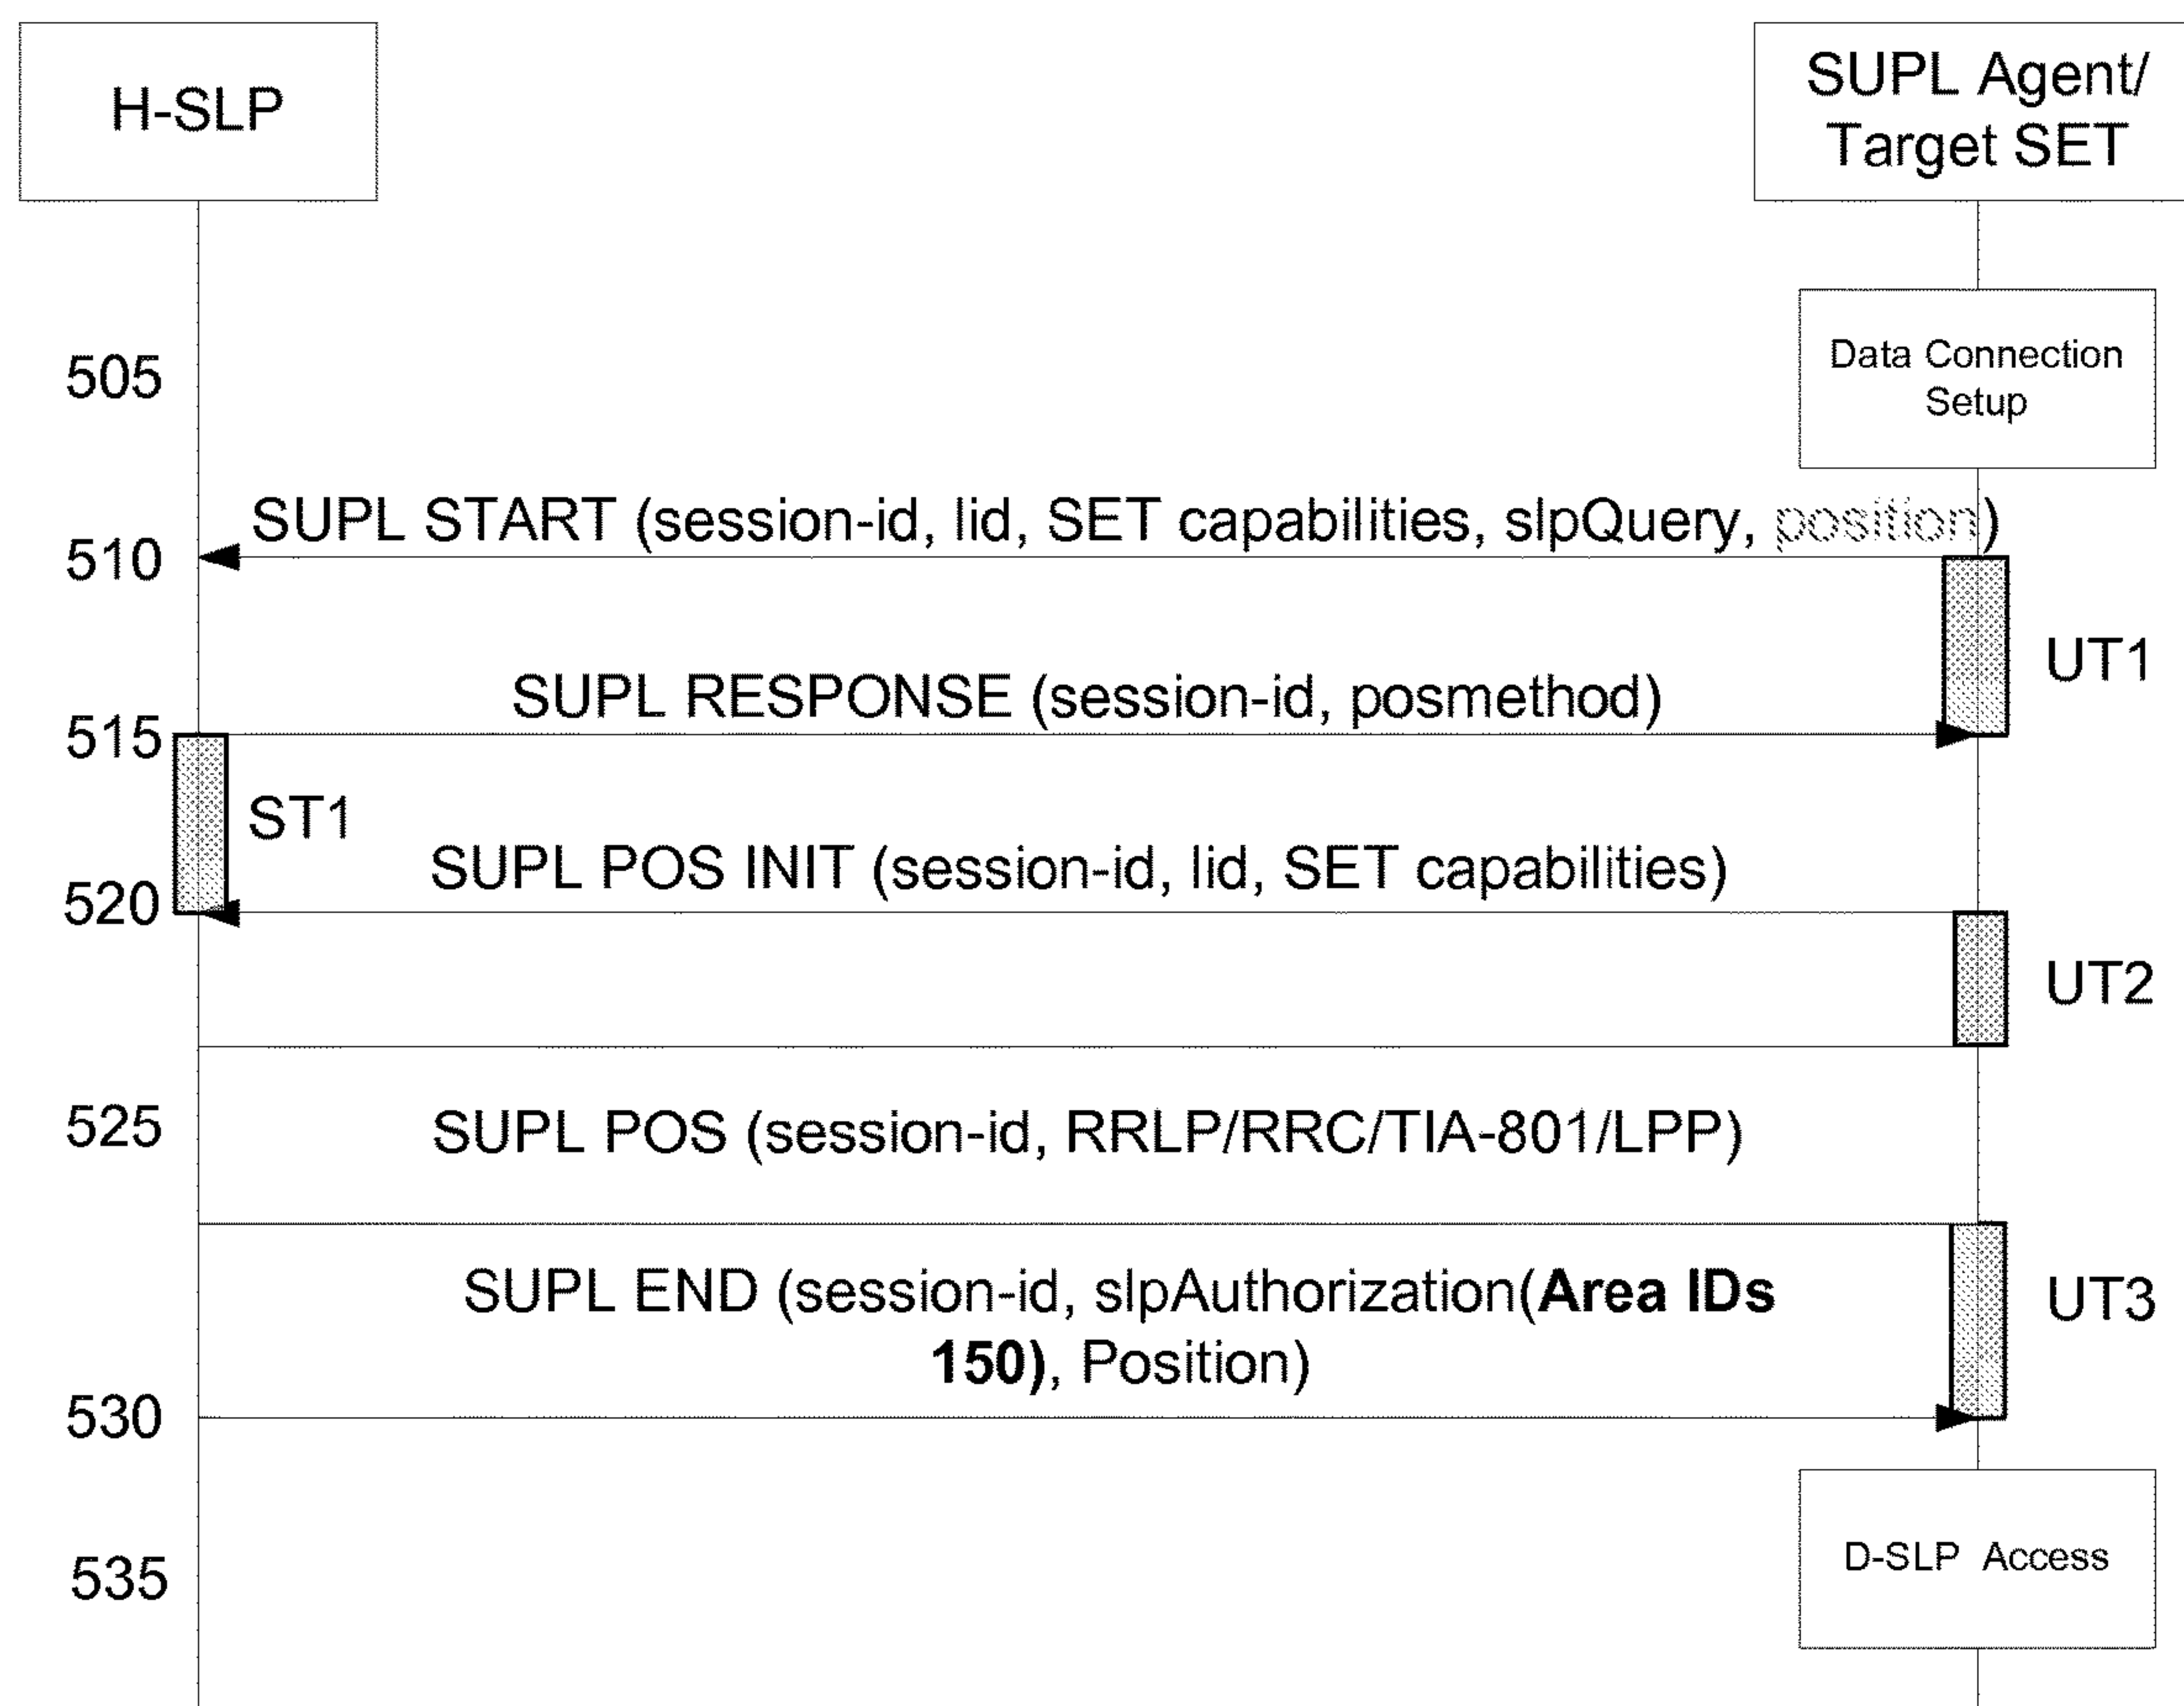 H-SLP
SUPL Agent/
Target SET
505
Data Connection
Setup
SUPL START (session-id, lid, SET capabilities, slpQuery, position)
510
UT1
SUPL RESPONSE (session-id, posmethod)
515
ST1
SUPL POS INIT (session-id, lid, SET capabilities)
520
UT2
525
SUPL POS (session-id, RRLP/RRC/TIA-801/LPP)
SUPL END (session-id, slpAuthorization(Area IDs
150), Position)
UT3
530
D-SLP Access
535